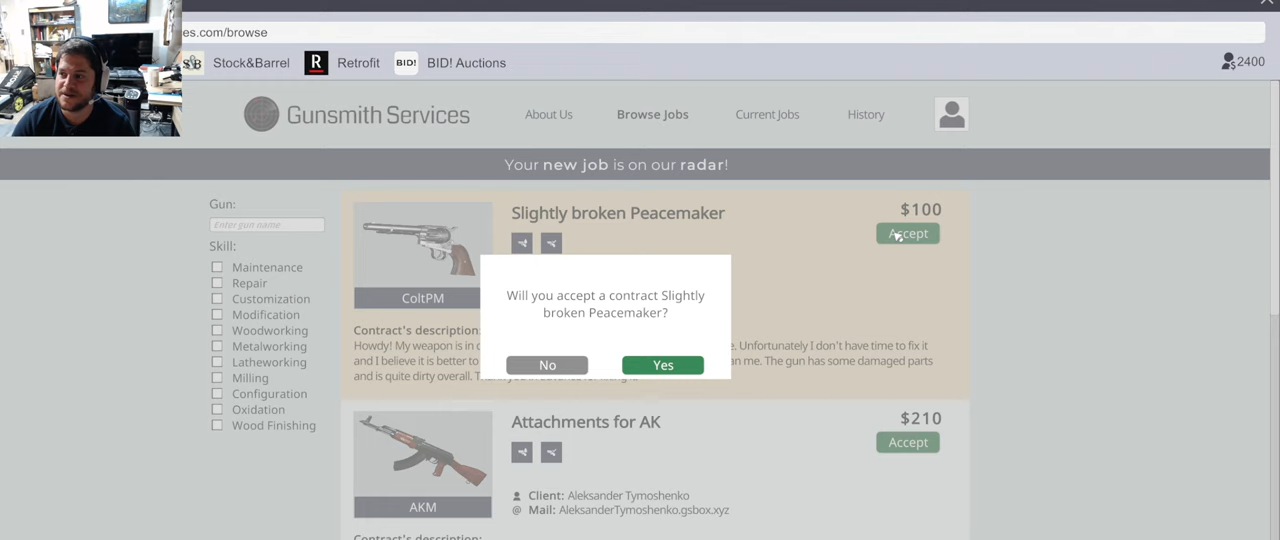 es.com/browse
Stock&Barrel
R
Retrofit
BID!
BID! Auctions
2400
Gunsmith Services
About Us
Browse Jobs
Current Jobs
History
Your new job is on our radar!
Gun:
Enter gun name
Skill:
Maintenance
Repair
Customization
Modification
Woodworking
Metalworking
Latheworking
Milling
Configuration
Oxidation
Wood Finishing
Slightly broken Peacemaker
$100
Accept
ColtPM
Contract's description:
Howdy! My weapon is in
e. Unfortunately I don't have time to fix it
and I believe it is better to
an me. The gun has some damaged parts
and is quite dirty overall.
Will you accept a contract Slightly
broken Peacemaker?
No
Yes
Attachments for AK
$210
Accept
AKM
Client: Aleksander Tymoshenko
@ Mail: AleksanderTymoshenko.gsbox.xyz
Contract's description: